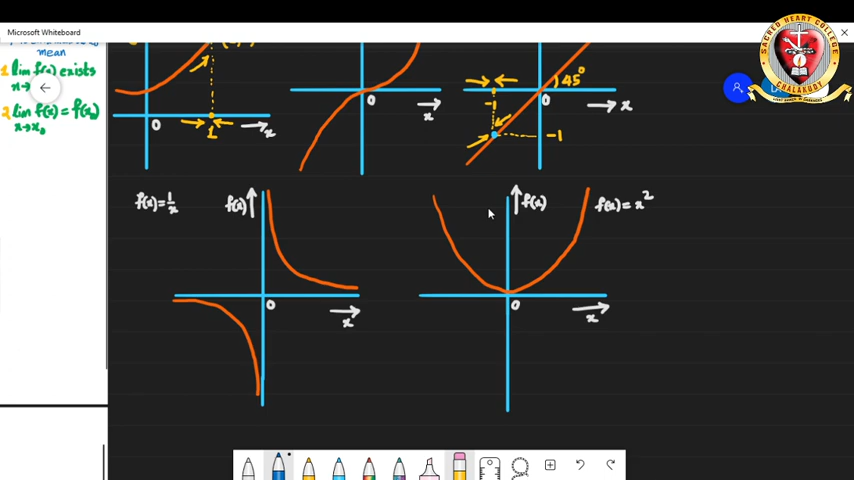 Microsoft Whiteboard
mean
1. lim f(x) exists
x→
2. lim f(x) = f(x₀)
x→x₀
0
1
x
0
x
45°
-1
0
x
-1
f(x) = 1/x
f(x)
0
x
f(x)
f(x) = x²
0
x
SACRED HEART COLLEGE
CHALAKUDY